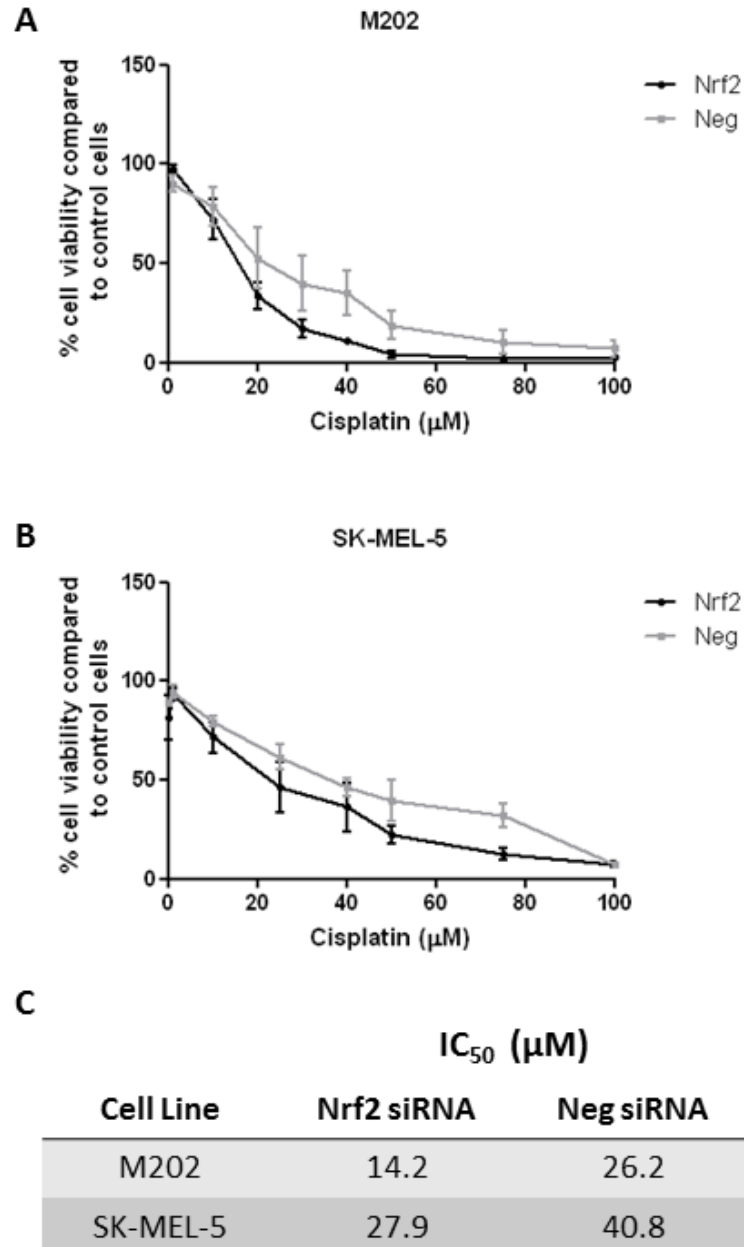 A
M202
150
100
50
0
% cell viability compared
to control cells
0 20 40 60 80 100
Cisplatin (μM)
Nrf2
Neg
B
SK-MEL-5
150
100
50
0
% cell viability compared
to control cells
0 20 40 60 80 100
Cisplatin (μM)
Nrf2
Neg
C
IC₅₀ (μM)
Cell Line Nrf2 siRNA Neg siRNA
M202 14.2 26.2
SK-MEL-5 27.9 40.8